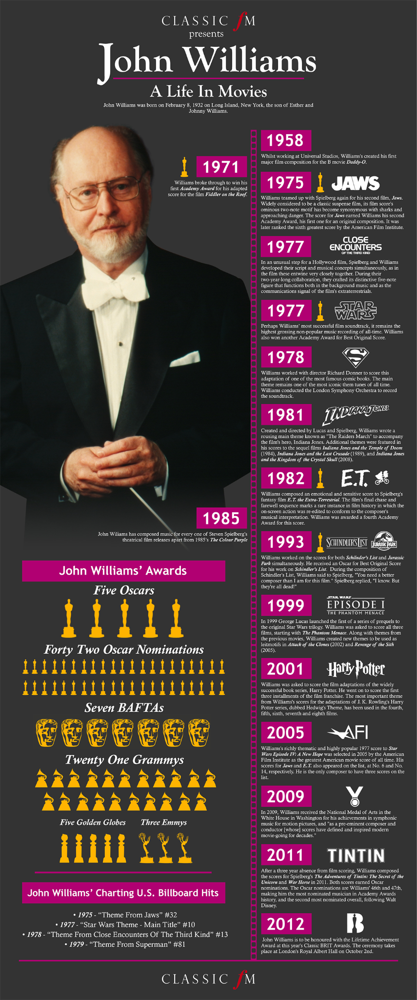 CLASSIC fM
presents
John Williams
A Life In Movies
John Williams was born on February 8, 1932 on Long Island, New York, the son of Esther and
Johnny Williams.
1971
Williams broke through to win his
first Academy Award for his adapted
score for the film Fiddler on the Roof.
1985
John Wiliams has composed music for every one of Steven Spielberg's
theatrical film releases apart from 1985's The Colour Purple
John Williams' Awards
Five Oscars
Forty Two Oscar Nominations
Seven BAFTAs
Twenty One Grammys
Five Golden Globes
Three Emmys
John Williams' Charting U.S. Billboard Hits
• 1975 - “Theme From Jaws” #32
• 1977 - “Star Wars Theme - Main Title” #10
• 1978 - “Theme From Close Encounters Of The Third Kind” #13
• 1979 - “Theme From Superman” #81
1958
Whilst working at Universal Studios, Williams's created his first
major film composition for the B movie Daddy-O.
1975
JAWS
Williams teamed up with Spielberg again for his second film, Jaws.
Widely considered to be a classic suspense film, its film score's
ominous two-note motif has become synonymous with sharks and
approaching danger. The score for Jaws earned Williams his second
Academy Award, his first one for an original composition. It was
later ranked the sixth greatest score by the American Film Institute.
1977
CLOSE
ENCOUNTERS
OF THE THIRD KIND
In an unusual step for a Hollywood film, Spielberg and Williams
developed their script and musical concepts simultaneously, as in
the film these entwine very closely together. During their
two-year-long collaboration, they crafted its distinctive five-note
figure that functions both in the background music and as the
communications signal of the film's extraterrestrials.
1977
STAR
WARS
Perhaps Williams' most successful film soundtrack, it remains the
highest grossing non-popular music recording of all-time. Williams
also won another Academy Award for Best Original Score.
1978
S
Williams worked with director Richard Donner to score this
adaptation of one of the most famous comic books. The main
theme remains one of the most iconic them tunes of all time.
Williams conducted the London Symphony Orchestra to record
the soundtrack.
1981
INDIANA JONES
Created and directed by Lucas and Spielberg, Williams wrote a
rousing main theme known as "The Raiders March" to accompany
the film's hero, Indiana Jones. Additional themes were featured in
his scores to the sequel films Indiana Jones and the Temple of Doom
(1984), Indiana Jones and the Last Crusade (1989), and Indiana Jones
and the Kingdom of the Crystal Skull (2008).
1982
E.T.
Williams composed an emotional and sensitive score to Spielberg's
fantasy film E.T. the Extra-Terrestrial. The film's final chase and
farewell sequence marks a rare instance in film history in which the
on-screen action was re-edited to conform to the composer's
musical interpretation. Williams was awarded a fourth Academy
Award for this score.
1993
SCHINDLER'S LIST
JURASSIC PARK
Williams worked on the scores for both Schilnder's List and Jurassic
Park simultaneously. He received an Oscar for Best Original Score
for his work on Schindler's List. During the composition of
Schindler's List, Williams said to Spielberg, "You need a better
composer than I am for this film." Spielberg replied, "I know. But
they're all dead!"
1999
STAR WARS
EPISODE I
THE PHANTOM MENACE
In 1999 George Lucas launched the first of a series of prequels to
the original Star Wars trilogy. Williams was asked to score all three
films, starting with The Phantom Menace. Along with themes from
the previous movies, Williams created new themes to be used as
leitmotifs in Attack of the Clones (2002) and Revenge of the Sith
(2005).
2001
Harry Potter
Williams was asked to score the film adaptations of the widely
successful book series, Harry Potter. He went on to score the first
three installments of the film franchise. The most important theme
from Williams's scores for the adaptations of J. K. Rowling's Harry
Potter series, dubbed Hedwig's Theme, has been used in the fourth,
fifth, sixth, seventh and eighth films.
2005
AFI
Williams's richly thematic and highly popular 1977 score to Star
Wars Episode IV: A New Hope was selected in 2005 by the American
Film Institute as the greatest American movie score of all time. His
scores for Jaws and E.T. also appeared on the list, at No. 6 and No.
14, respectively. He is the only composer to have three scores on the
list.
2009
In 2009, Williams received the National Medal of Arts in the
White House in Washington for his achievements in symphonic
music for motion pictures, and "as a pre-eminent composer and
conductor [whose] scores have defined and inspired modern
movie-going for decades."
2011
TINTIN
After a three year absence from film scoring, Williams composed
the scores for Spielberg's The Adventures of Tintin: The Secret of the
Unicorn and War Horse in 2011. Both scores earned Oscar
nominations. The Oscar nominations are Williams' 46th and 47th,
making him the most nominated musician in Academy Awards
history, and the second most nominated overall, following Walt
Disney.
2012
B
John Williams is to be honoured with the Lifetime Achievement
Award at this year's Classic BRIT Awards. The ceremony takes
place at London's Royal Albert Hall on October 2nd.
CLASSIC fM